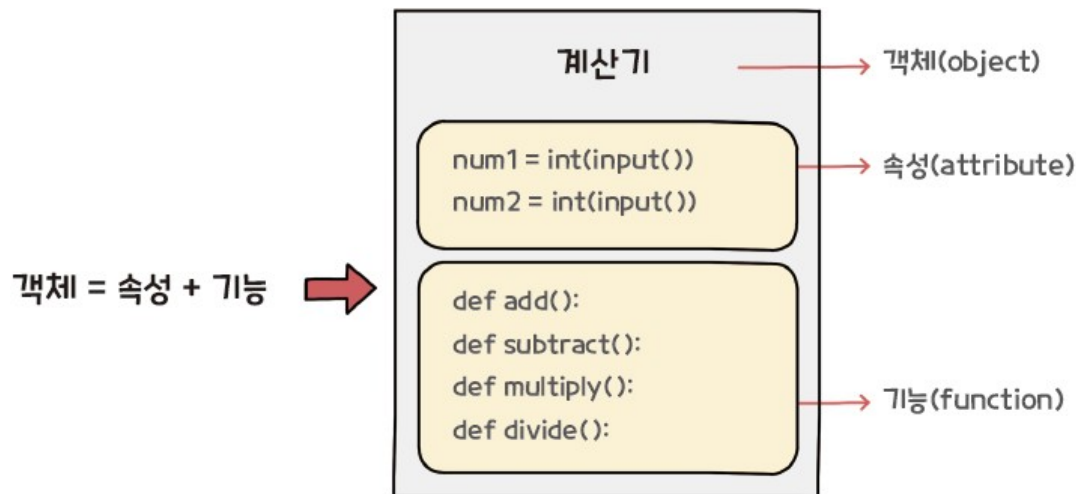 계산기
객체(object)
num1 = int(input())
num2 = int(input())
속성(attribute)
객체 = 속성 + 기능
def add():
def subtract():
def multiply():
def divide():
기능(function)